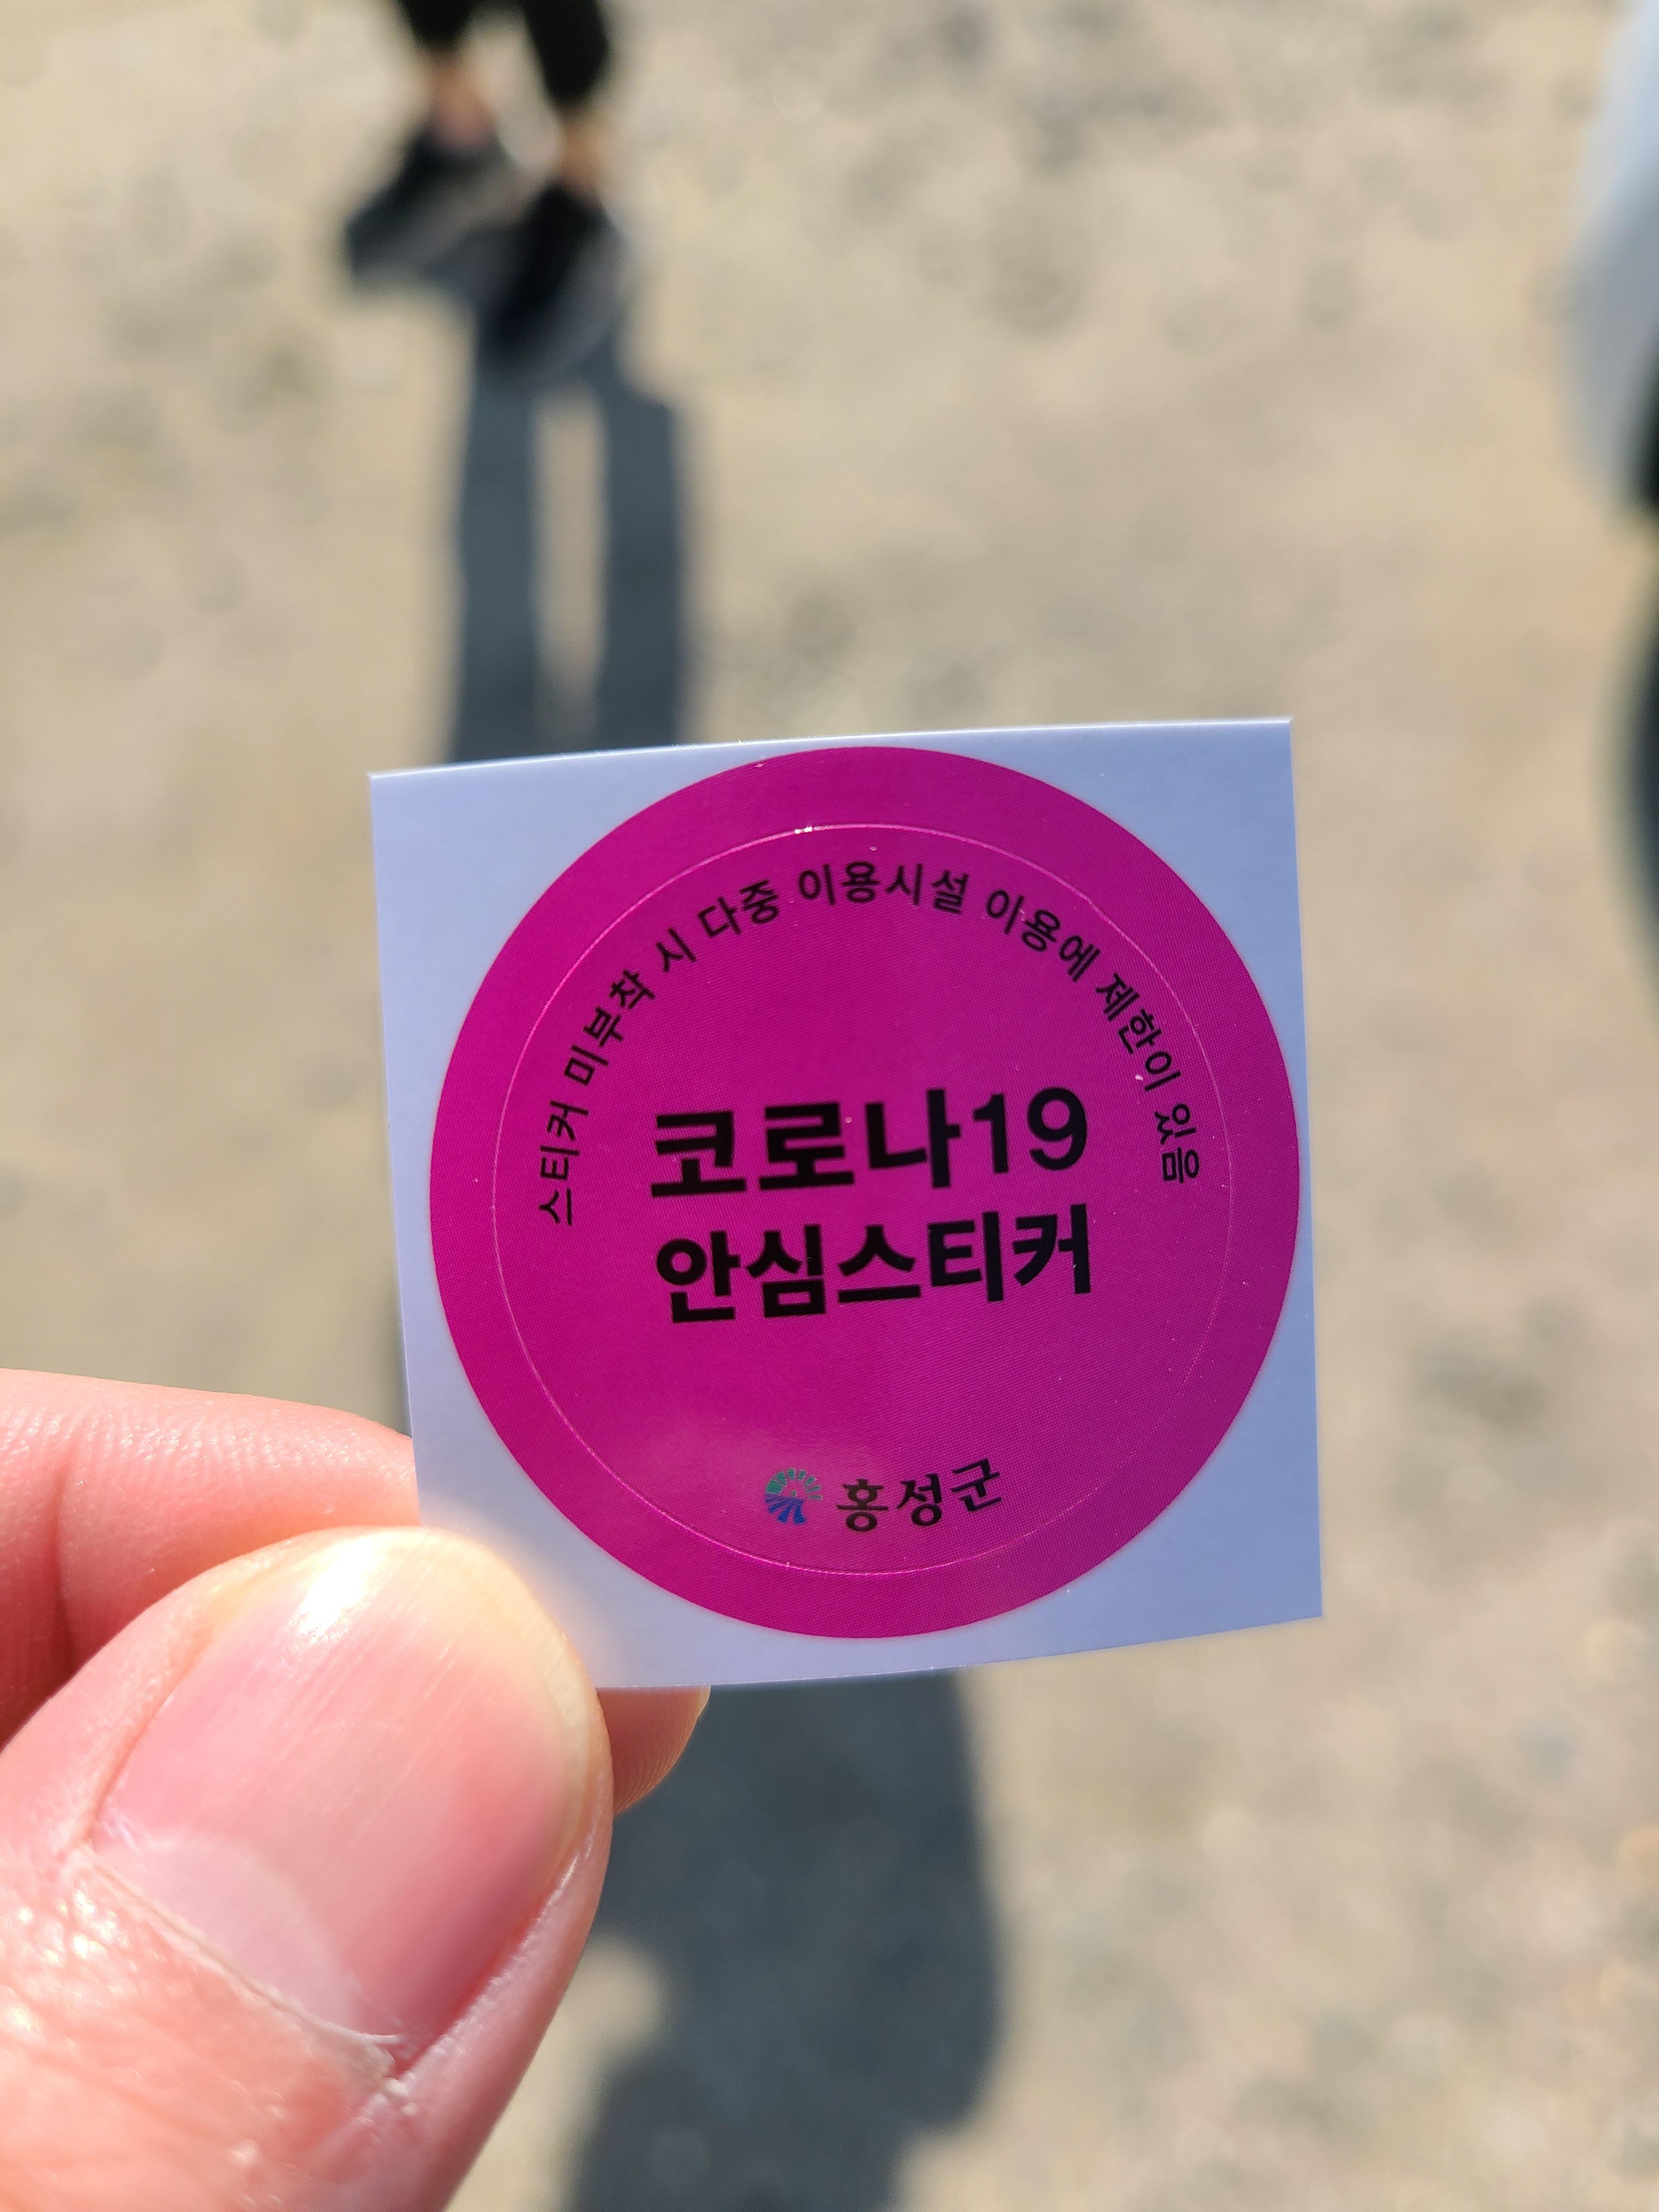 스티커 미부착 시 다중 이용시설 이용에 제한이 있음
코로나19
안심스티커
홍성군